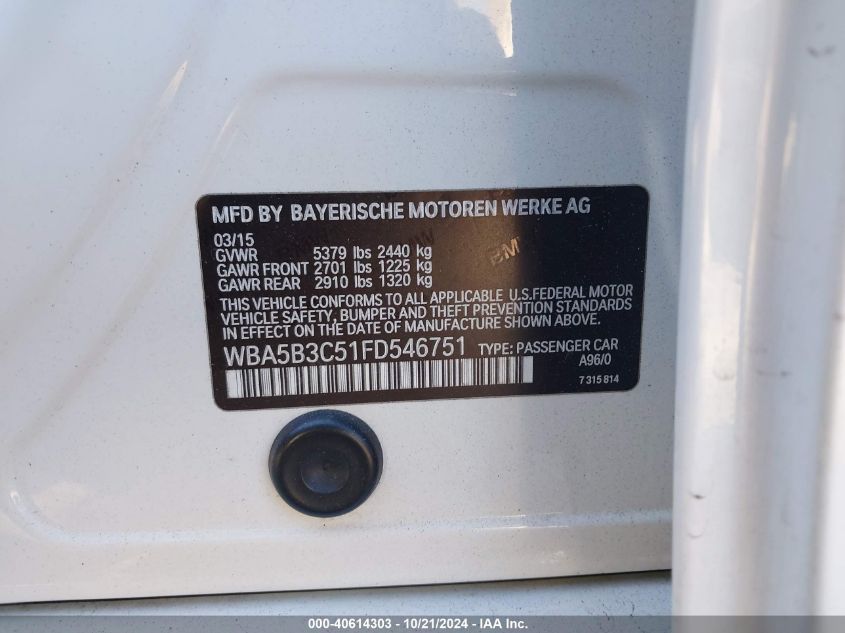 MFD BY BAYERISCHE MOTOREN WERKE AG
03/15
GVWR 5379 lbs 2440 kg
GAWR FRONT 2701 lbs 1225 kg
GAWR REAR 2910 lbs 1320 kg
THIS VEHICLE CONFORMS TO ALL APPLICABLE U.S.FEDERAL MOTOR
VEHICLE SAFETY, BUMPER AND THEFT PREVENTION STANDARDS
IN EFFECT ON THE DATE OF MANUFACTURE SHOWN ABOVE.
WBA5B3C51FD546751 TYPE: PASSENGER CAR
A96/0
7 315 814
000-40614303 - 10/21/2024 - IAA Inc.